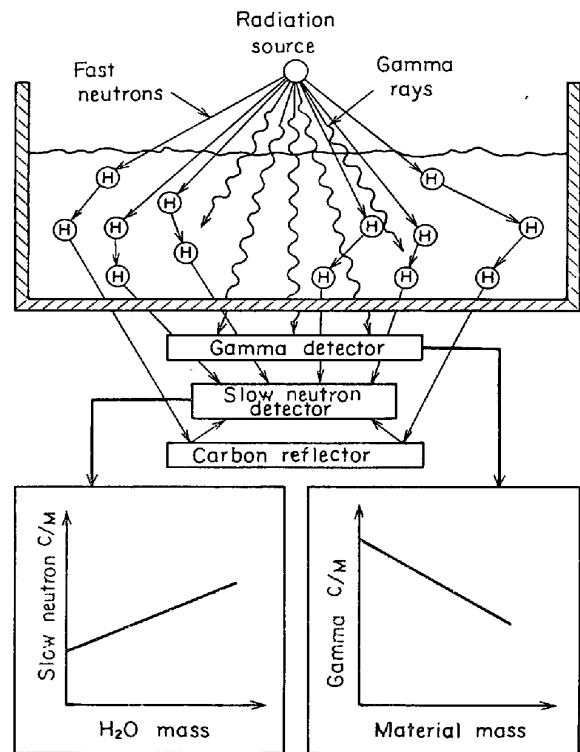 Radiation
source
Fast
neutrons
Gamma
rays
H
H
H
H
H
H
H
H
H
H
H
H
H
Gamma detector
Slow neutron
detector
Carbon reflector
Slow neutron C/M
H₂O mass
Gamma C/M
Material mass